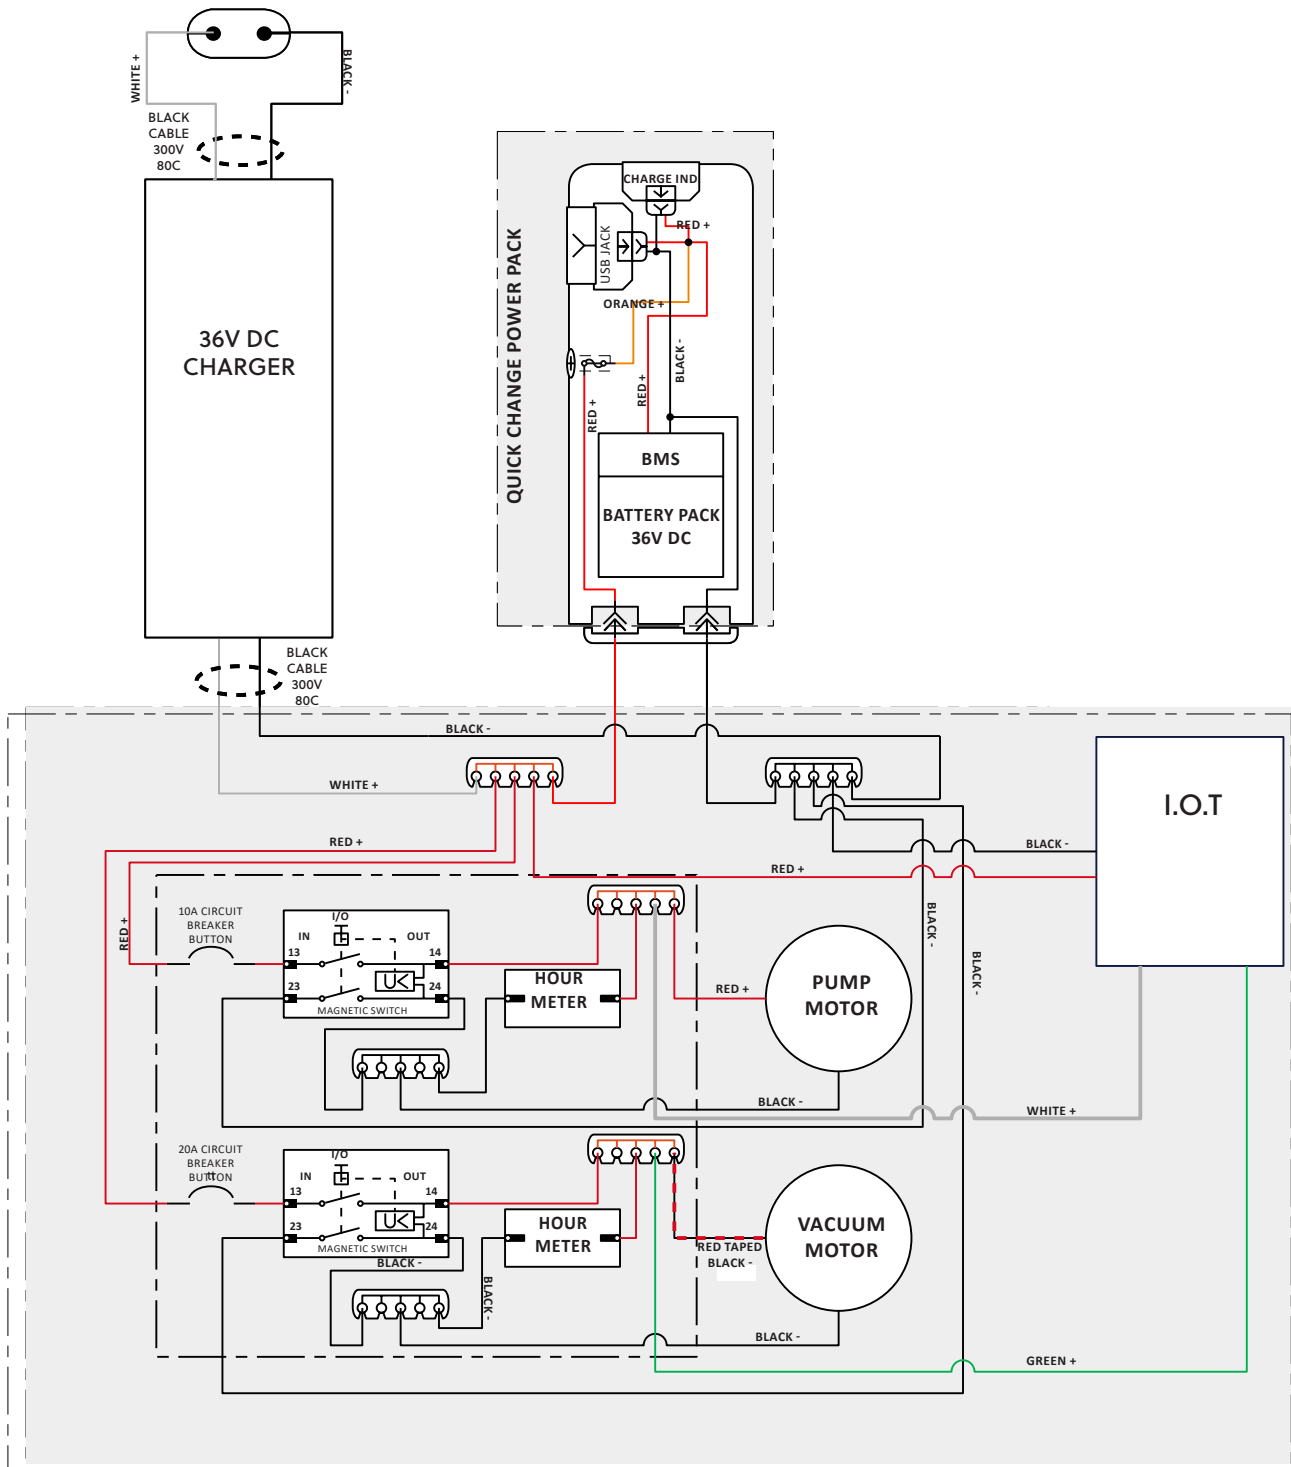 WHITE +
BLACK -
BLACK
CABLE
300V
80C
36V DC
CHARGER
BLACK
CABLE
300V
80C
QUICK CHANGE POWER PACK
CHARGE IND
RED +
USB JACK
ORANGE +
BLACK -
RED +
RED +
BMS
BATTERY PACK
36V DC
BLACK -
WHITE +
RED +
RED +
BLACK -
RED +
I.O.T
10A CIRCUIT
BREAKER
BUTTON
I/O
IN
OUT
13
14
23
24
U<
MAGNETIC SWITCH
HOUR
METER
RED +
PUMP
MOTOR
BLACK -
BLACK -
BLACK -
WHITE +
20A CIRCUIT
BREAKER
BUTTON
I/O
IN
OUT
13
14
23
24
U<
MAGNETIC SWITCH
BLACK -
HOUR
METER
BLACK -
RED TAPED
BLACK -
VACUUM
MOTOR
BLACK -
GREEN +